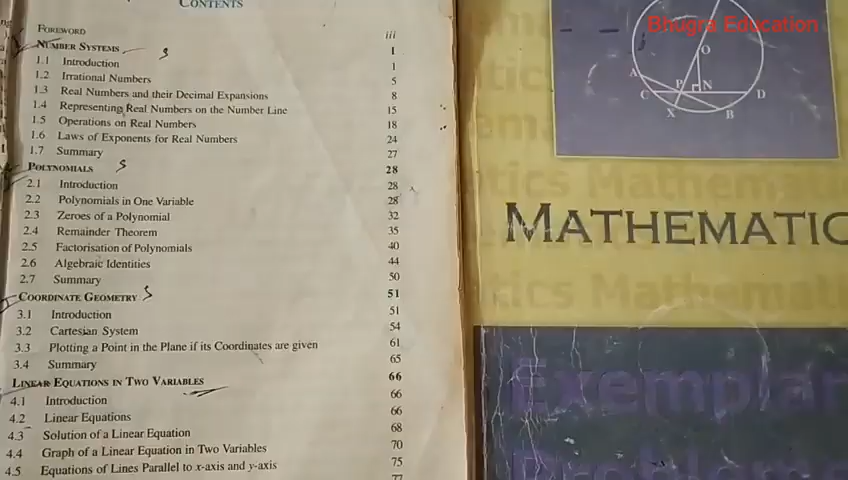 CONTENTS
FOREWORD iii
NUMBER SYSTEMS 1
1.1 Introduction 1
1.2 Irrational Numbers 5
1.3 Real Numbers and their Decimal Expansions 8
1.4 Representing Real Numbers on the Number Line 15
1.5 Operations on Real Numbers 18
1.6 Laws of Exponents for Real Numbers 24
1.7 Summary 27
POLYNOMIALS 28
2.1 Introduction 28
2.2 Polynomials in One Variable 28
2.3 Zeroes of a Polynomial 32
2.4 Remainder Theorem 35
2.5 Factorisation of Polynomials 40
2.6 Algebraic Identities 44
2.7 Summary 50
COORDINATE GEOMETRY 51
3.1 Introduction 51
3.2 Cartesian System 54
3.3 Plotting a Point in the Plane if its Coordinates are given 61
3.4 Summary 65
LINEAR EQUATIONS IN TWO VARIABLES 66
4.1 Introduction 66
4.2 Linear Equations 66
4.3 Solution of a Linear Equation 68
4.4 Graph of a Linear Equation in Two Variables 70
4.5 Equations of Lines Parallel to x-axis and y-axis 75
77
Bhugra Education
O
A
P N
C D
X B
tics Mathemat
MATHEMATIC
tics Mathemat
Exemplar
Problems